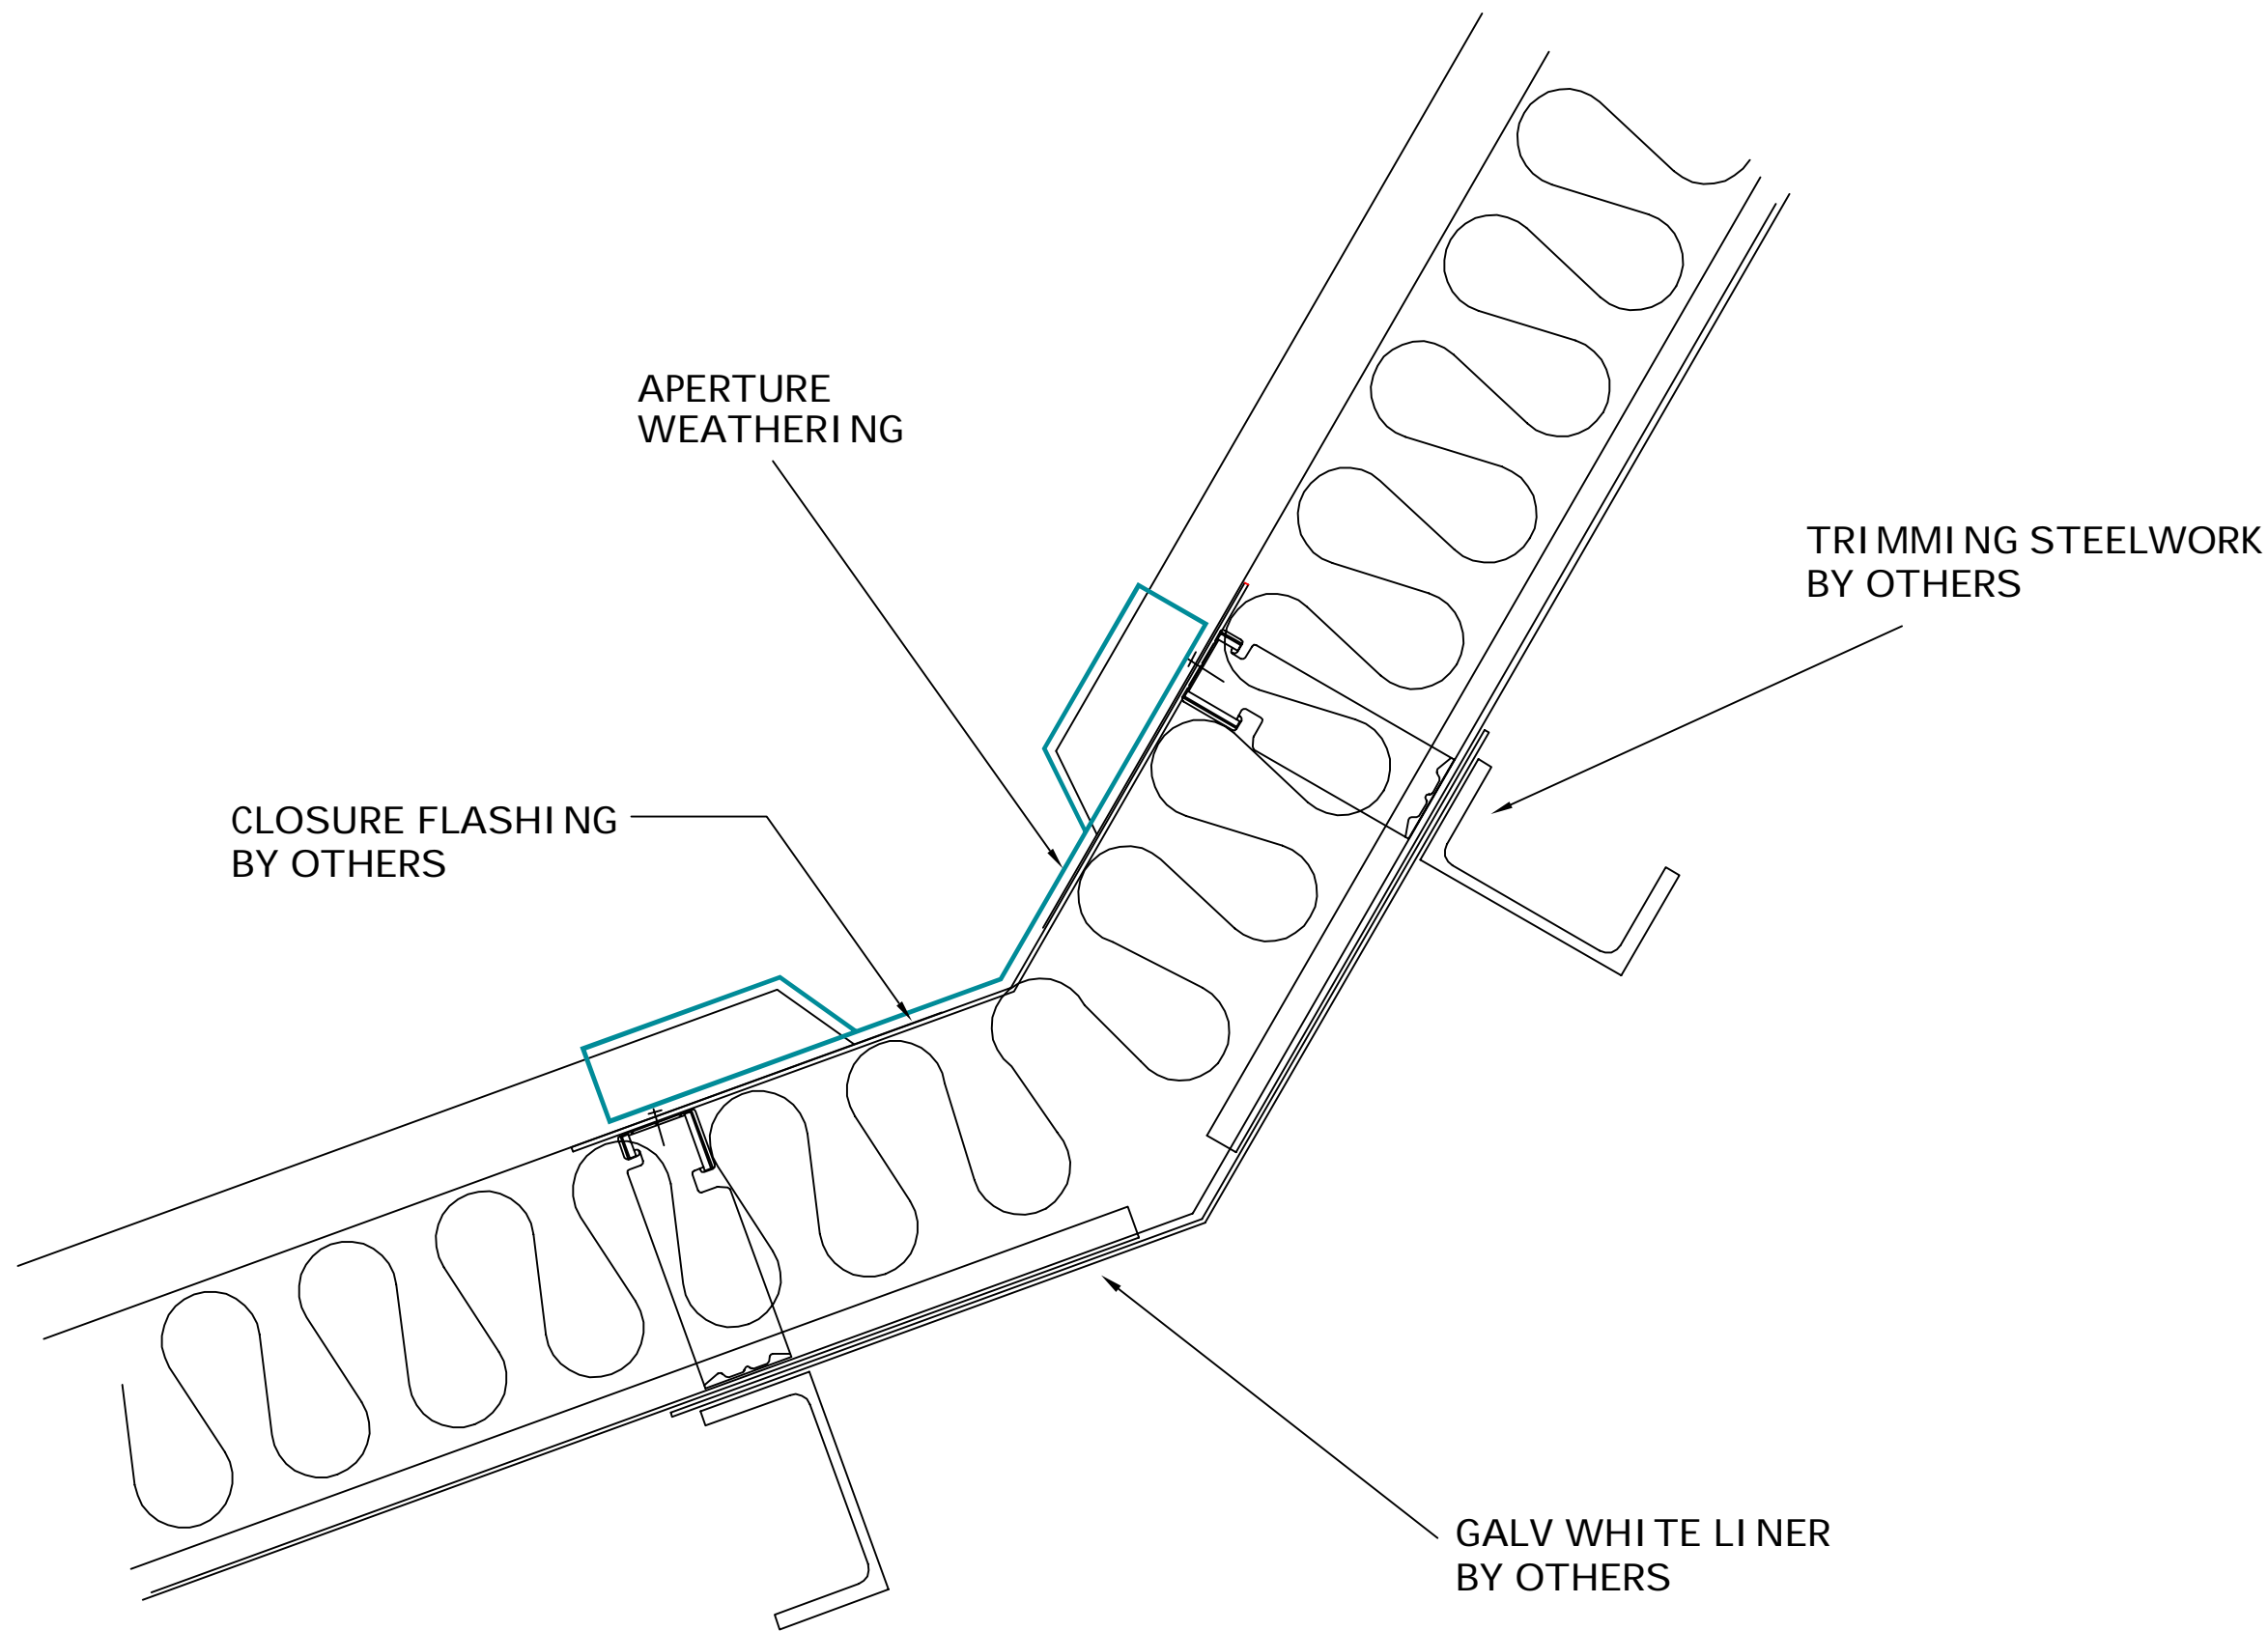 APERTURE
WEATHERING
TRIMMING STEELWORK
BY OTHERS
CLOSURE FLASHING
BY OTHERS
GALV WHITE LINER
BY OTHERS